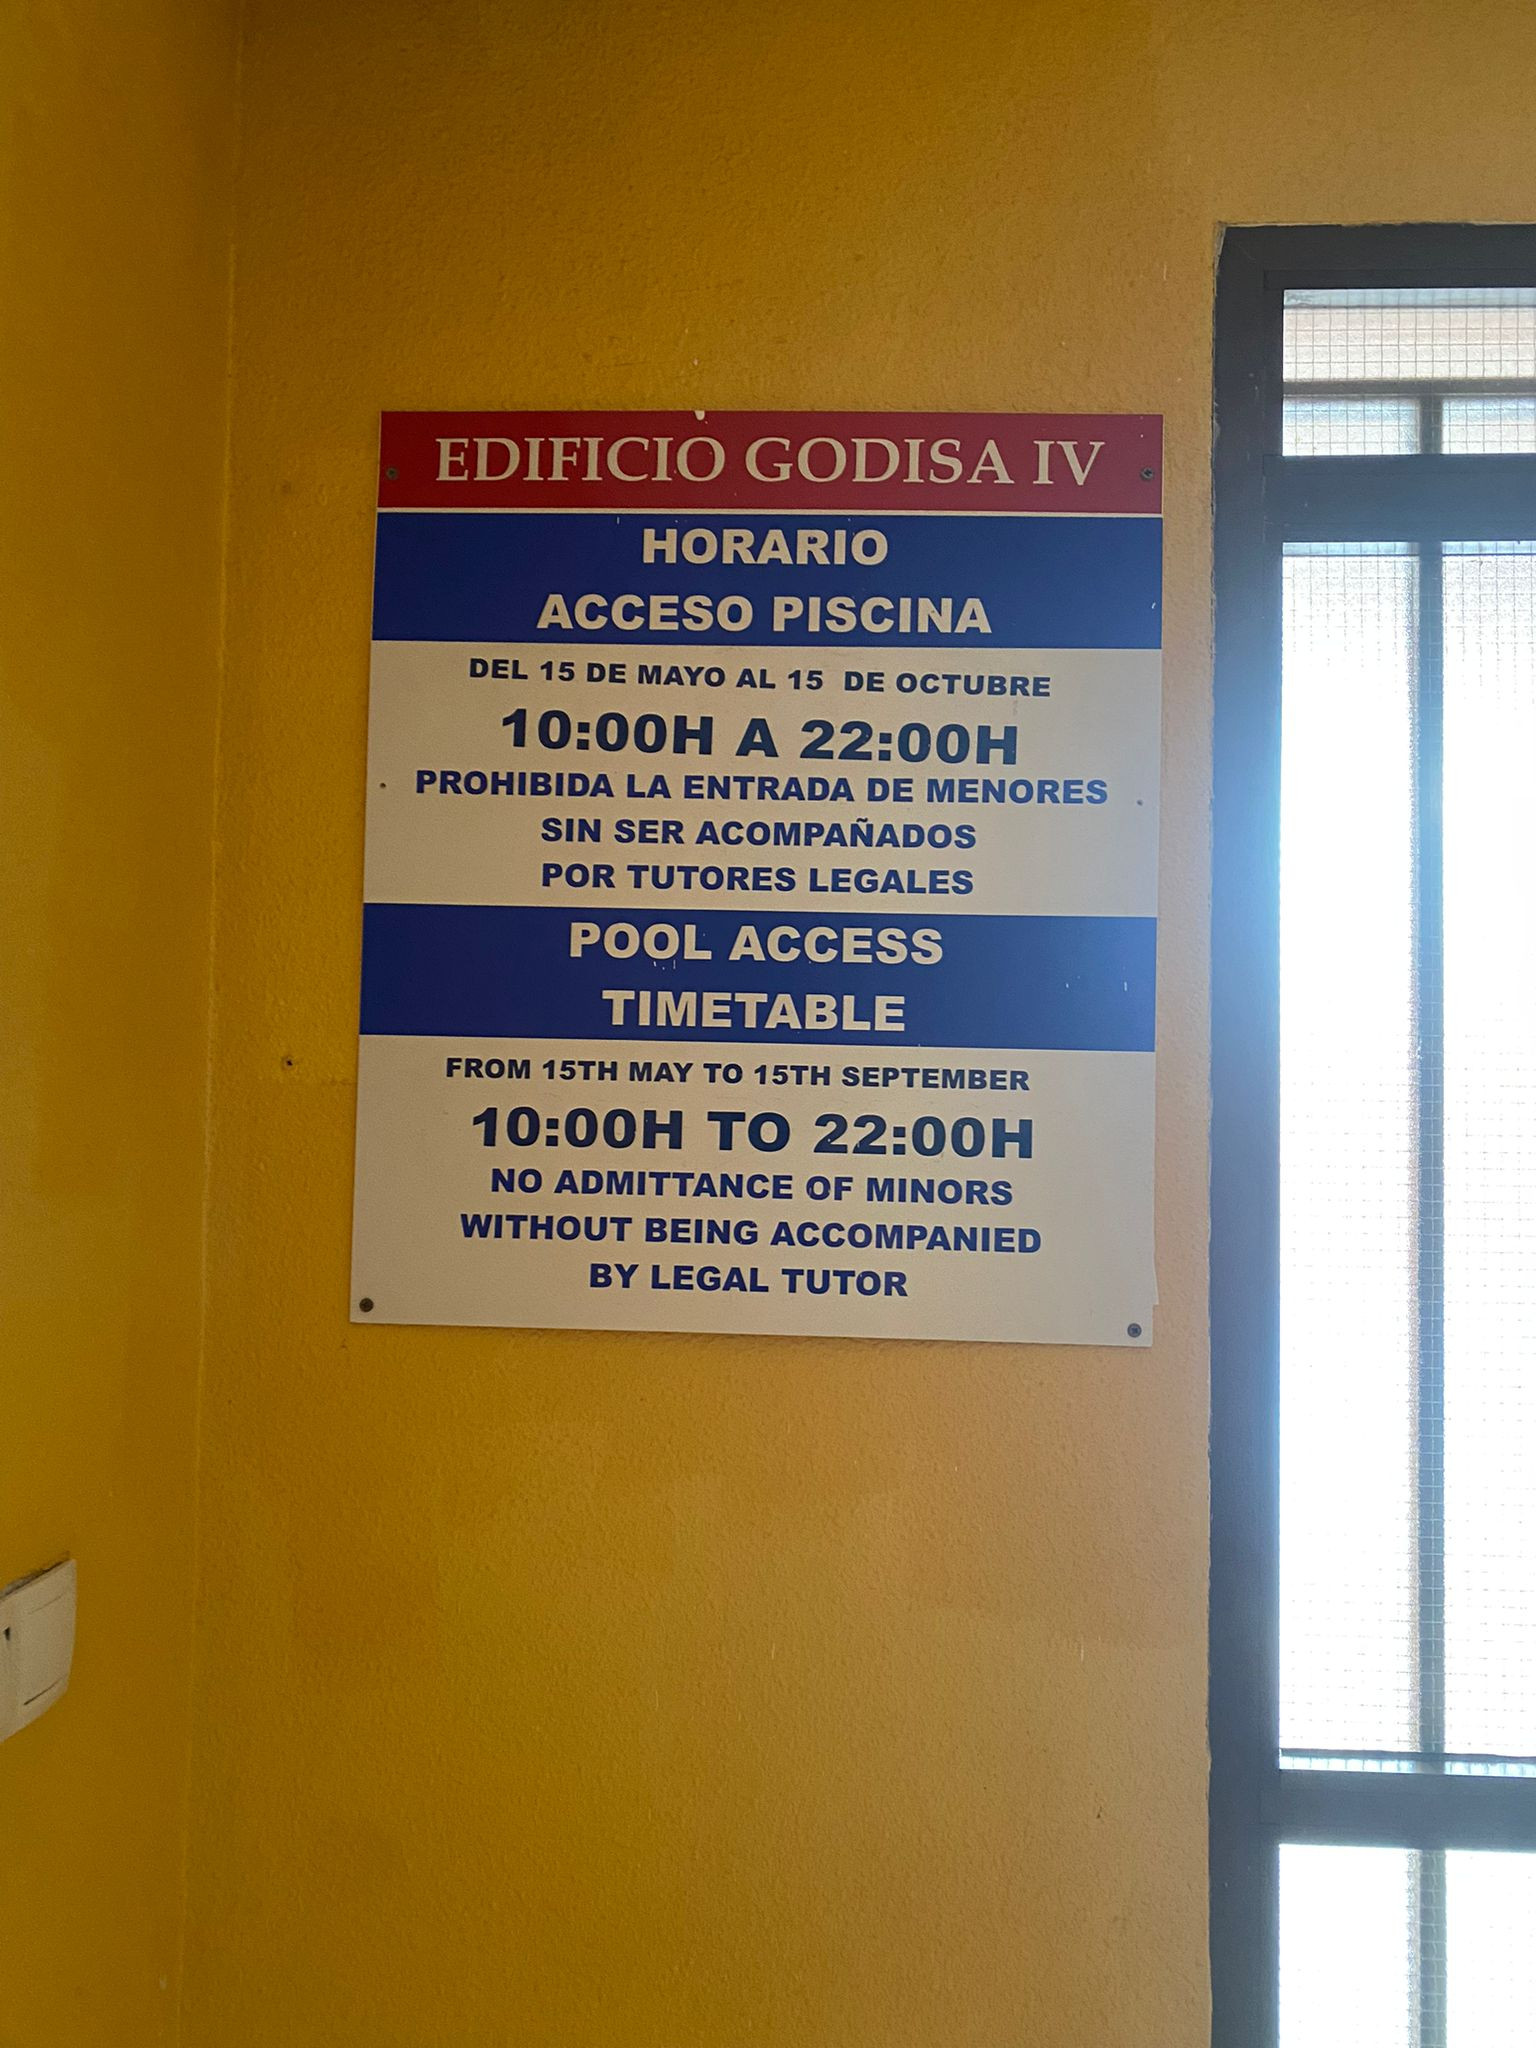 EDIFICIO GODISA IV
HORARIO
ACCESO PISCINA
DEL 15 DE MAYO AL 15 DE OCTUBRE
10:00H A 22:00H
PROHIBIDA LA ENTRADA DE MENORES
SIN SER ACOMPAÑADOS
POR TUTORES LEGALES
POOL ACCESS
TIMETABLE
FROM 15TH MAY TO 15TH SEPTEMBER
10:00H TO 22:00H
NO ADMITTANCE OF MINORS
WITHOUT BEING ACCOMPANIED
BY LEGAL TUTOR